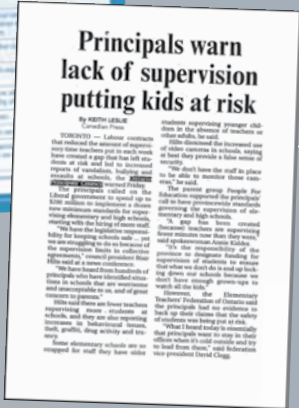 Principals warn
lack of supervision
putting kids at risk
By KEITH LESLIE
Canadian Press
TORONTO — Labour contracts
that reduced the amount of supervi-
sory time teachers put in each week
have created a gap that has left stu-
dents at risk and led to increased
reports of vandalism, bullying and
assaults at schools, the
warned Friday.
The principals called on the
Liberal government to spend up to
million to implement a
new minimum standards for super-
vising elementary and high schools,
starting with the hiring of more staff.
"We have the legislative responsi-
bility for keeping schools safe ... yet
we are struggling to do so because of
the supervision limits in collective
agreements," council president Blair
Hilts said at a news conference.
"We have heard from hundreds of
principals who have identified situa-
tions in schools that are worrisome
and unacceptable to us, and of great
concern to parents."
Hilts said there are fewer teachers
supervising more students at
schools, and they are also reporting
increases in behavioural issues,
theft, graffiti, drug activity and tru-
ancy.
Some elementary schools are so
strapped for staff they have older
students supervising younger chil-
dren in the absence of teachers or
other adults, he said.
Hilts dismissed the increased use
of video cameras in schools, saying
at best they provide a false sense of
security.
"We don't have the staff in place
to be able to monitor those cam-
eras," he said.
The parent group People For
Education supported the principals'
call to have provincewide standards
governing the supervision of ele-
mentary and high schools.
"A gap has been created
(because) teachers are supervising
fewer minutes now than they were,"
said spokeswoman Annie Kidder.
"It's the responsibility of the
province to designate funding for
supervision of students to ensure
that what we don't do is end up lock-
ing down our schools because we
don't have enough grown-ups to
watch all the kids."
However, the Elementary
Teachers' Federation of Ontario said
the principals had no evidence to
back up their claims that the safety
of students was being put at risk.
"What I heard today is essentially
that principals want to stay in their
offices when it's cold outside and try
to lead from there," said federation
vice-president David Clegg.